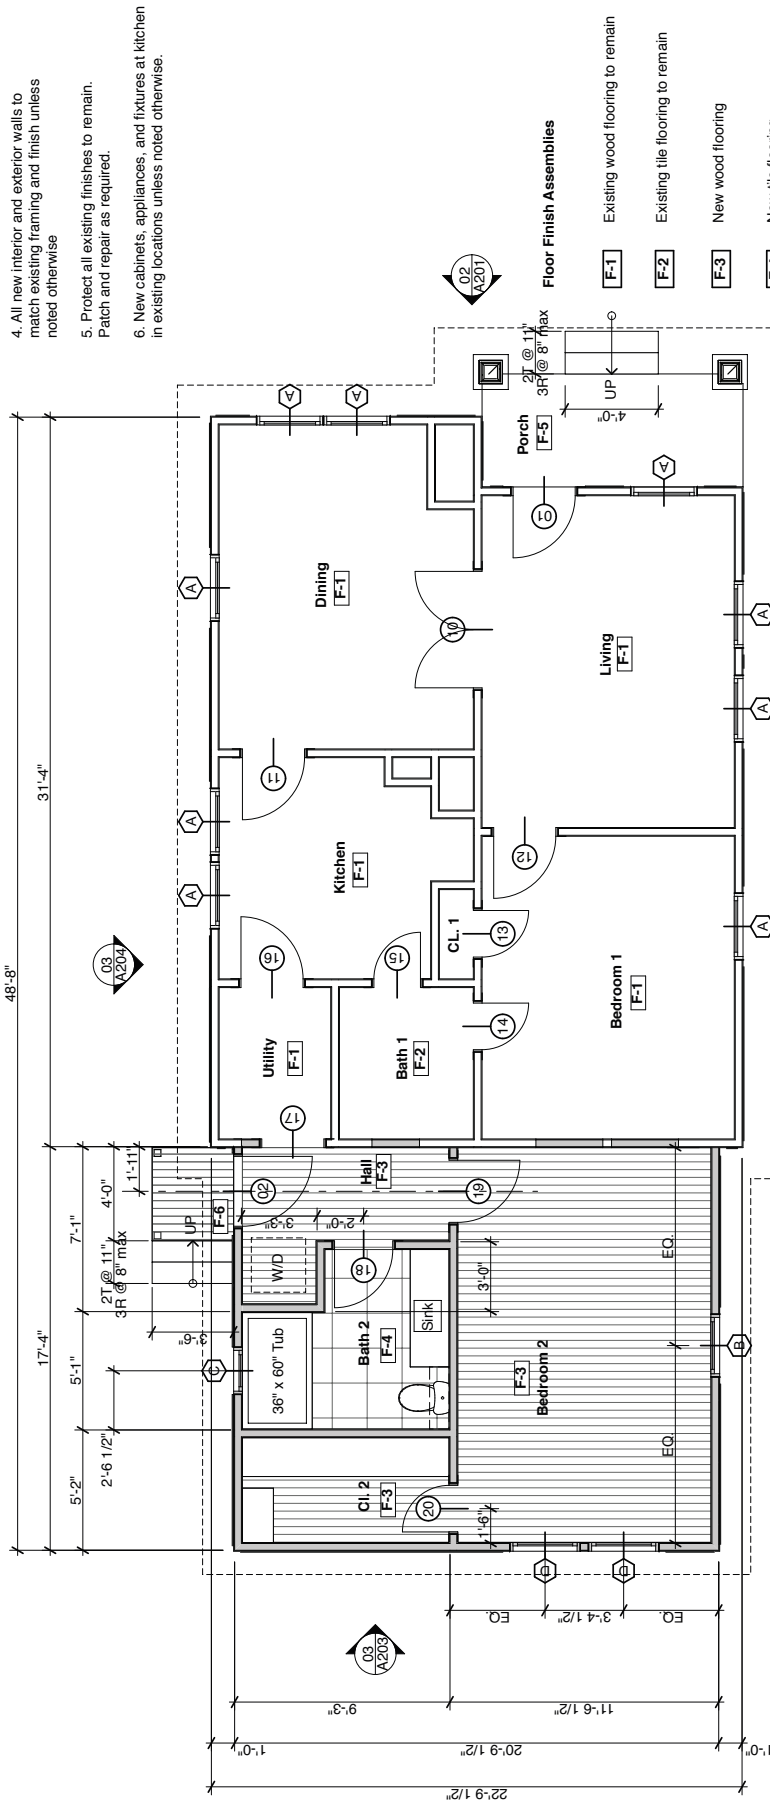 4. All new interior and exterior walls to
match existing framing and finish unless
noted otherwise
5. Protect all existing finishes to remain.
Patch and repair as required.
6. New cabinets, appliances, and fixtures at kitchen
in existing locations unless noted otherwise.
Floor Finish Assemblies
F-1 Existing wood flooring to remain
F-2 Existing tile flooring to remain
F-3 New wood flooring
48'-8"
17'-4"
31'-4"
5'-2"
5'-1"
7'-1"
2'-6 1/2"
4'-0"
1'-11"
2T @ 11"
3R @ 8" max
3'-6"
UP
F-6
03
A204
C
A
A
A
A
A
02
17
16
11
36" x 60" Tub
W/D
3'-3"
2'-0"
Hall
F-3
Utility
F-1
Kitchen
F-1
Dining
F-1
Cl. 2
F-3
Bath 2
F-4
Sink
18
Bath 1
F-2
15
CL. 1
13
14
10
20
1'-6"
3'-0"
19
12
01
Bedroom 2
F-3
EQ.
EQ.
Bedroom 1
F-1
Living
F-1
Porch
F-5
UP
4'-0"
2T @ 11"
3R @ 8" max
02
A201
A
B
A
A
A
D
D
EQ.
3'-4 1/2"
EQ.
03
A203
9'-3"
11'-6 1/2"
1'-0"
20'-9 1/2"
22'-9 1/2"